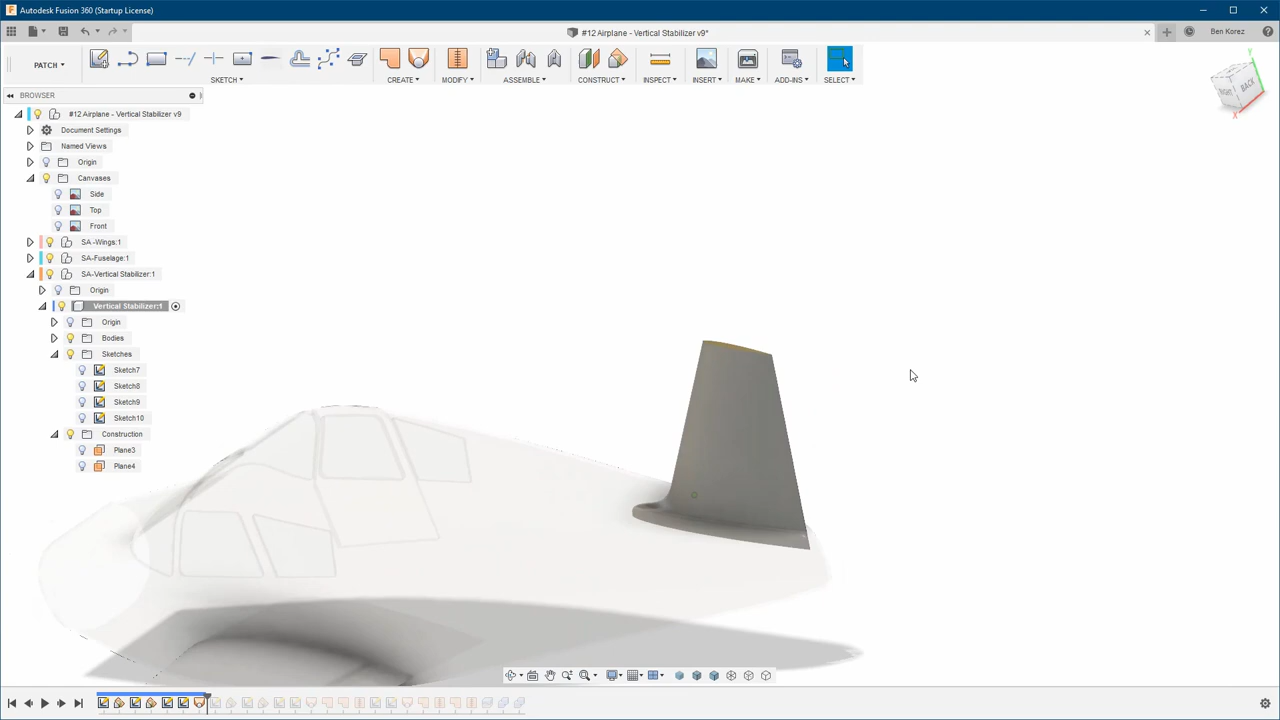 Autodesk Fusion 360 (Startup License)
#12 Airplane - Vertical Stabilizer v9*
Ben Korez
PATCH
SKETCH
CREATE
MODIFY
ASSEMBLE
CONSTRUCT
INSPECT
INSERT
MAKE
ADD-INS
SELECT
BROWSER
#12 Airplane - Vertical Stabilizer v9
Document Settings
Named Views
Origin
Canvases
Side
Top
Front
SA -Wings:1
SA-Fuselage:1
SA-Vertical Stabilizer:1
Origin
Vertical Stabilizer:1
Origin
Bodies
Sketches
Sketch7
Sketch8
Sketch9
Sketch10
Construction
Plane3
Plane4
Y
RIGHT
BACK
X